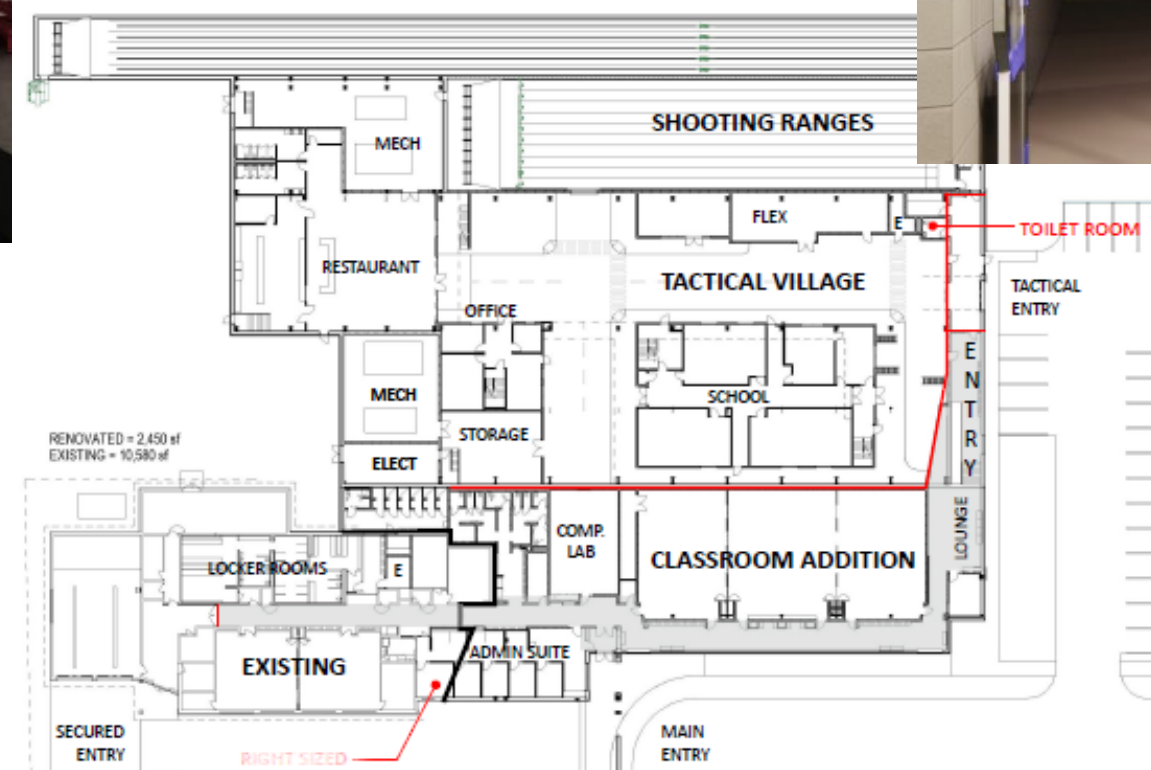 SHOOTING RANGES
MECH
FLEX
E
TOILET ROOM
RESTAURANT
TACTICAL VILLAGE
TACTICAL
ENTRY
OFFICE
ENTRY
MECH
SCHOOL
STORAGE
RENOVATED = 2,450 sf
EXISTING = 10,580 sf
ELECT
LOUNGE
COMP.
LAB
CLASSROOM ADDITION
LOCKER ROOMS
E
ADMIN SUITE
EXISTING
SECURED
ENTRY
MAIN
ENTRY
RIGHT SIZED